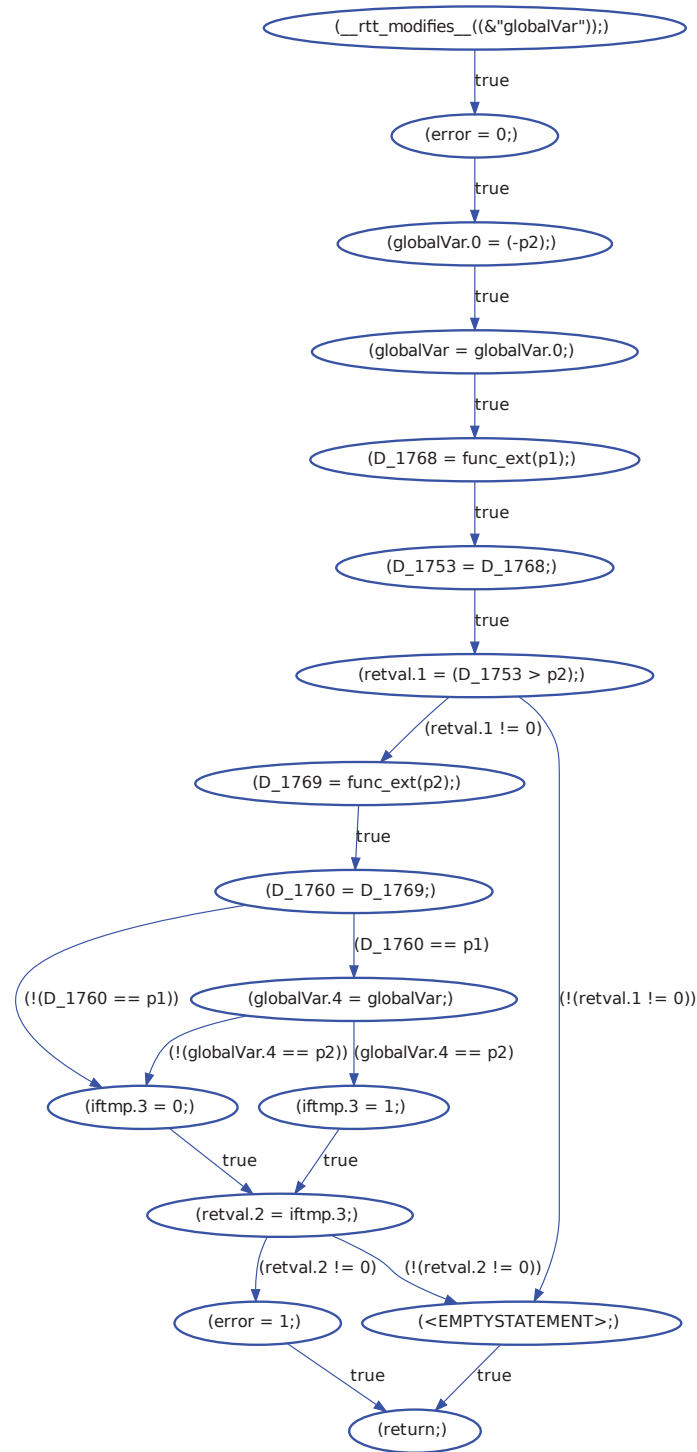 (__rtt_modifies__((&"globalVar"));)
true
(error = 0;)
true
(globalVar.0 = (-p2);)
true
(globalVar = globalVar.0;)
true
(D_1768 = func_ext(p1);)
true
(D_1753 = D_1768;)
true
(retval.1 = (D_1753 > p2);)
(retval.1 != 0)
(D_1769 = func_ext(p2);)
true
(D_1760 = D_1769;)
(D_1760 == p1)
(!(D_1760 == p1))
(globalVar.4 = globalVar;)
(!(retval.1 != 0))
(!(globalVar.4 == p2))
(globalVar.4 == p2)
(iftmp.3 = 0;)
(iftmp.3 = 1;)
true
true
(retval.2 = iftmp.3;)
(retval.2 != 0)
(!(retval.2 != 0))
(error = 1;)
(<EMPTYSTATEMENT>;)
true
true
(return;)